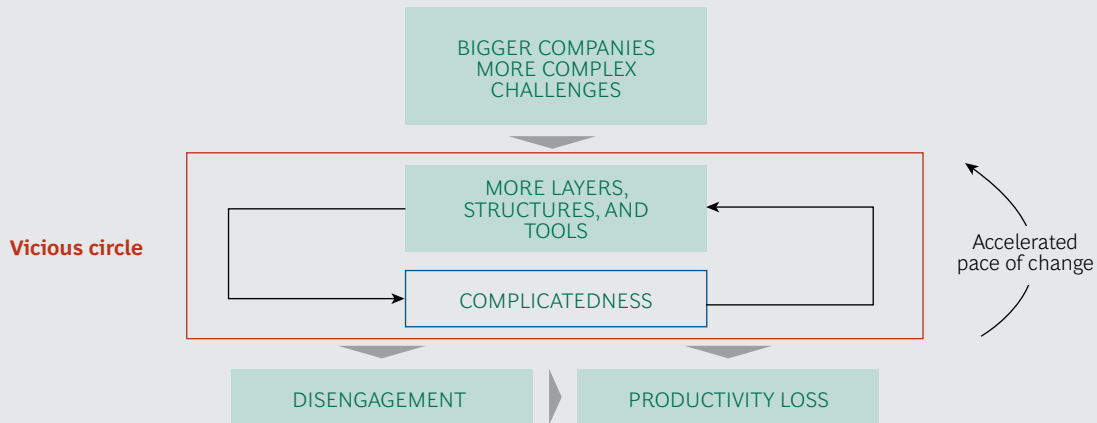 BIGGER COMPANIES
MORE COMPLEX
CHALLENGES
MORE LAYERS,
STRUCTURES, AND
TOOLS
Vicious circle
Accelerated
pace of change
COMPLICATEDNESS
DISENGAGEMENT
PRODUCTIVITY LOSS